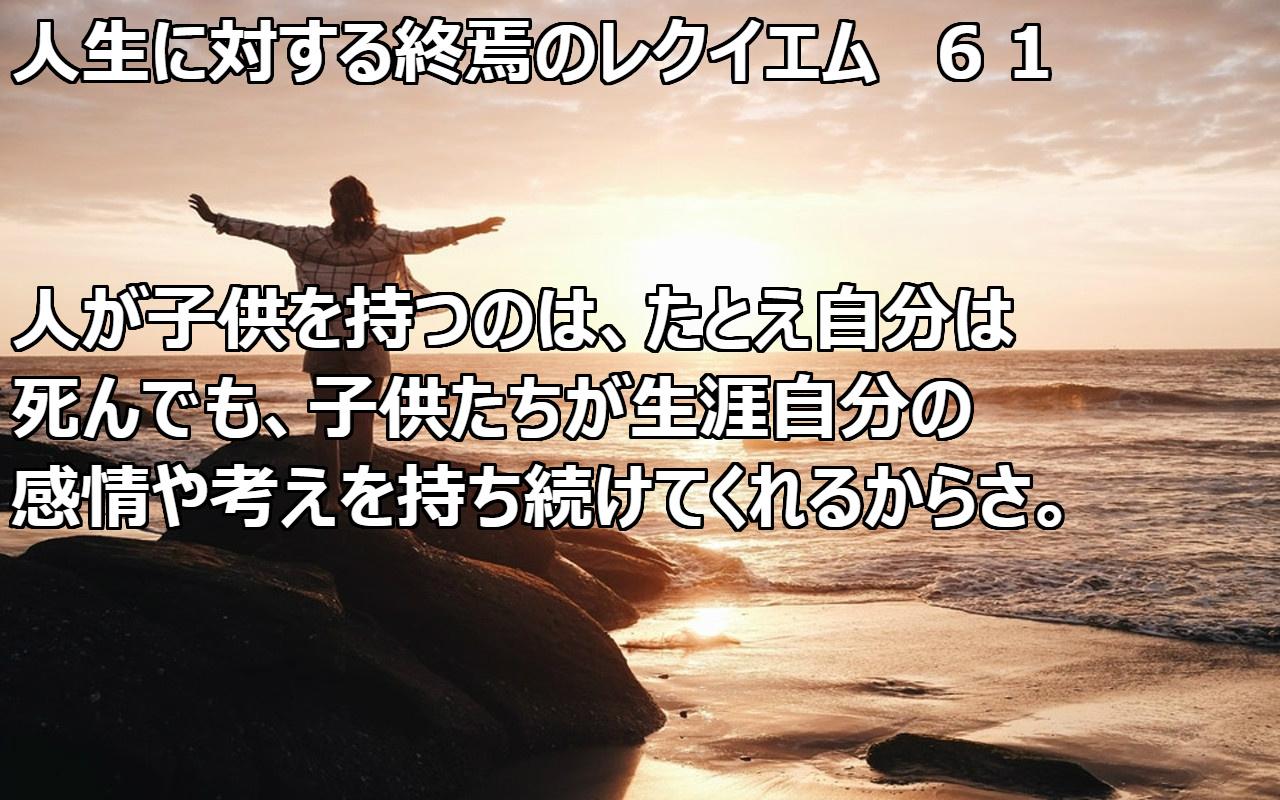 人生に対する終焉のレクイエム　６１
人が子供を持つのは、たとえ自分は
死んでも、子供たちが生涯自分の
感情や考えを持ち続けてくれるからさ。